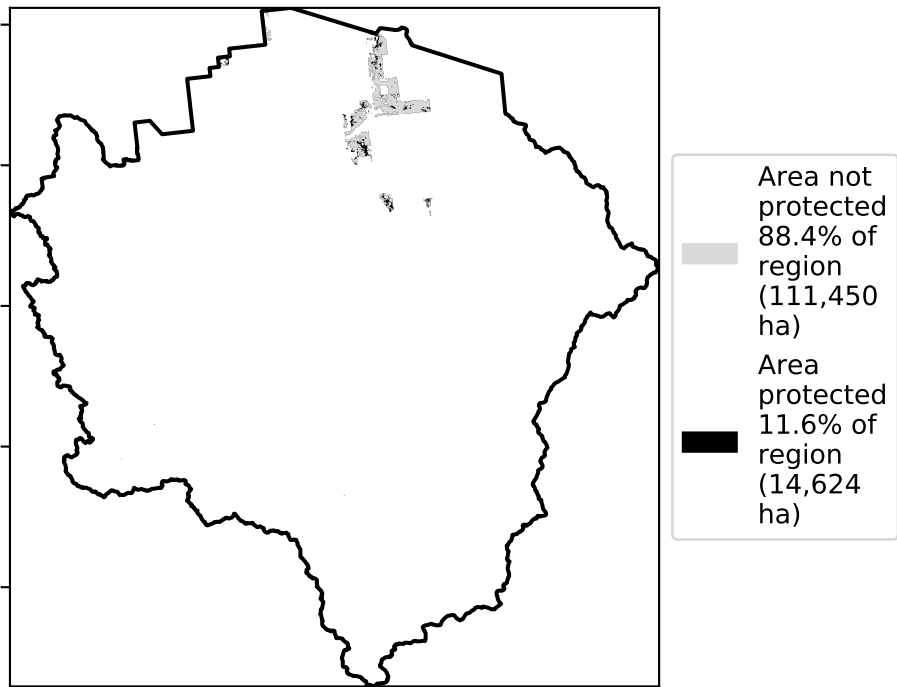 Area not
protected
88.4% of
region
(111,450
ha)
Area
protected
11.6% of
region
(14,624
ha)